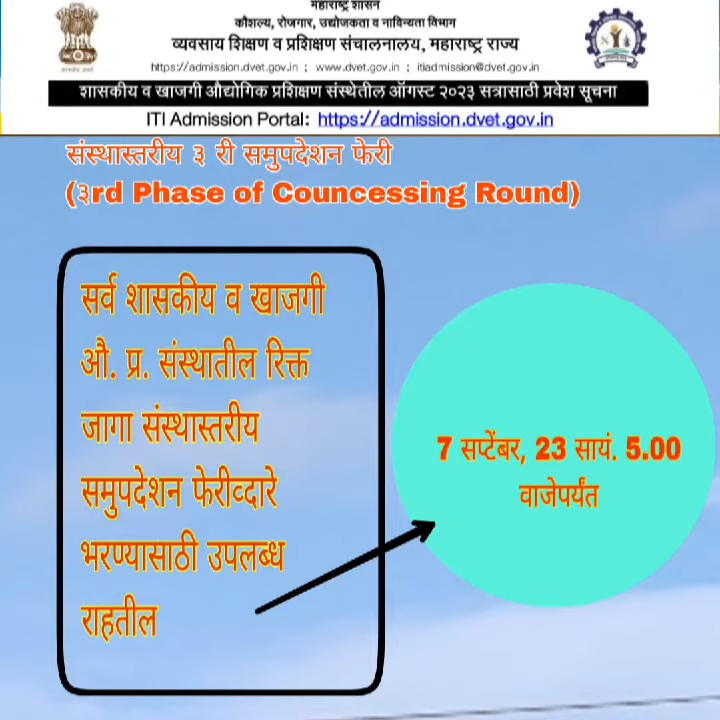 महाराष्ट्र शासन
कौशल्य, रोजगार, उद्योजकता व नाविन्यता विभाग
व्यवसाय शिक्षण व प्रशिक्षण संचालनालय, महाराष्ट्र राज्य
https://admission.dvet.gov.in ; www.dvet.gov.in ; itiadmission@dvet.gov.in
शासकीय व खाजगी औद्योगिक प्रशिक्षण संस्थेतील ऑगस्ट २०२३ सत्रासाठी प्रवेश सूचना
ITI Admission Portal: https://admission.dvet.gov.in
संस्थास्तरीय ३ री समुपदेशन फेरी
(३rd Phase of Councessing Round)
सर्व शासकीय व खाजगी
औ. प्र. संस्थातील रिक्त
जागा संस्थास्तरीय
समुपदेशन फेरीव्दारे
भरण्यासाठी उपलब्ध
राहतील
7 सप्टेंबर, 23 सायं. 5.00
वाजेपर्यंत